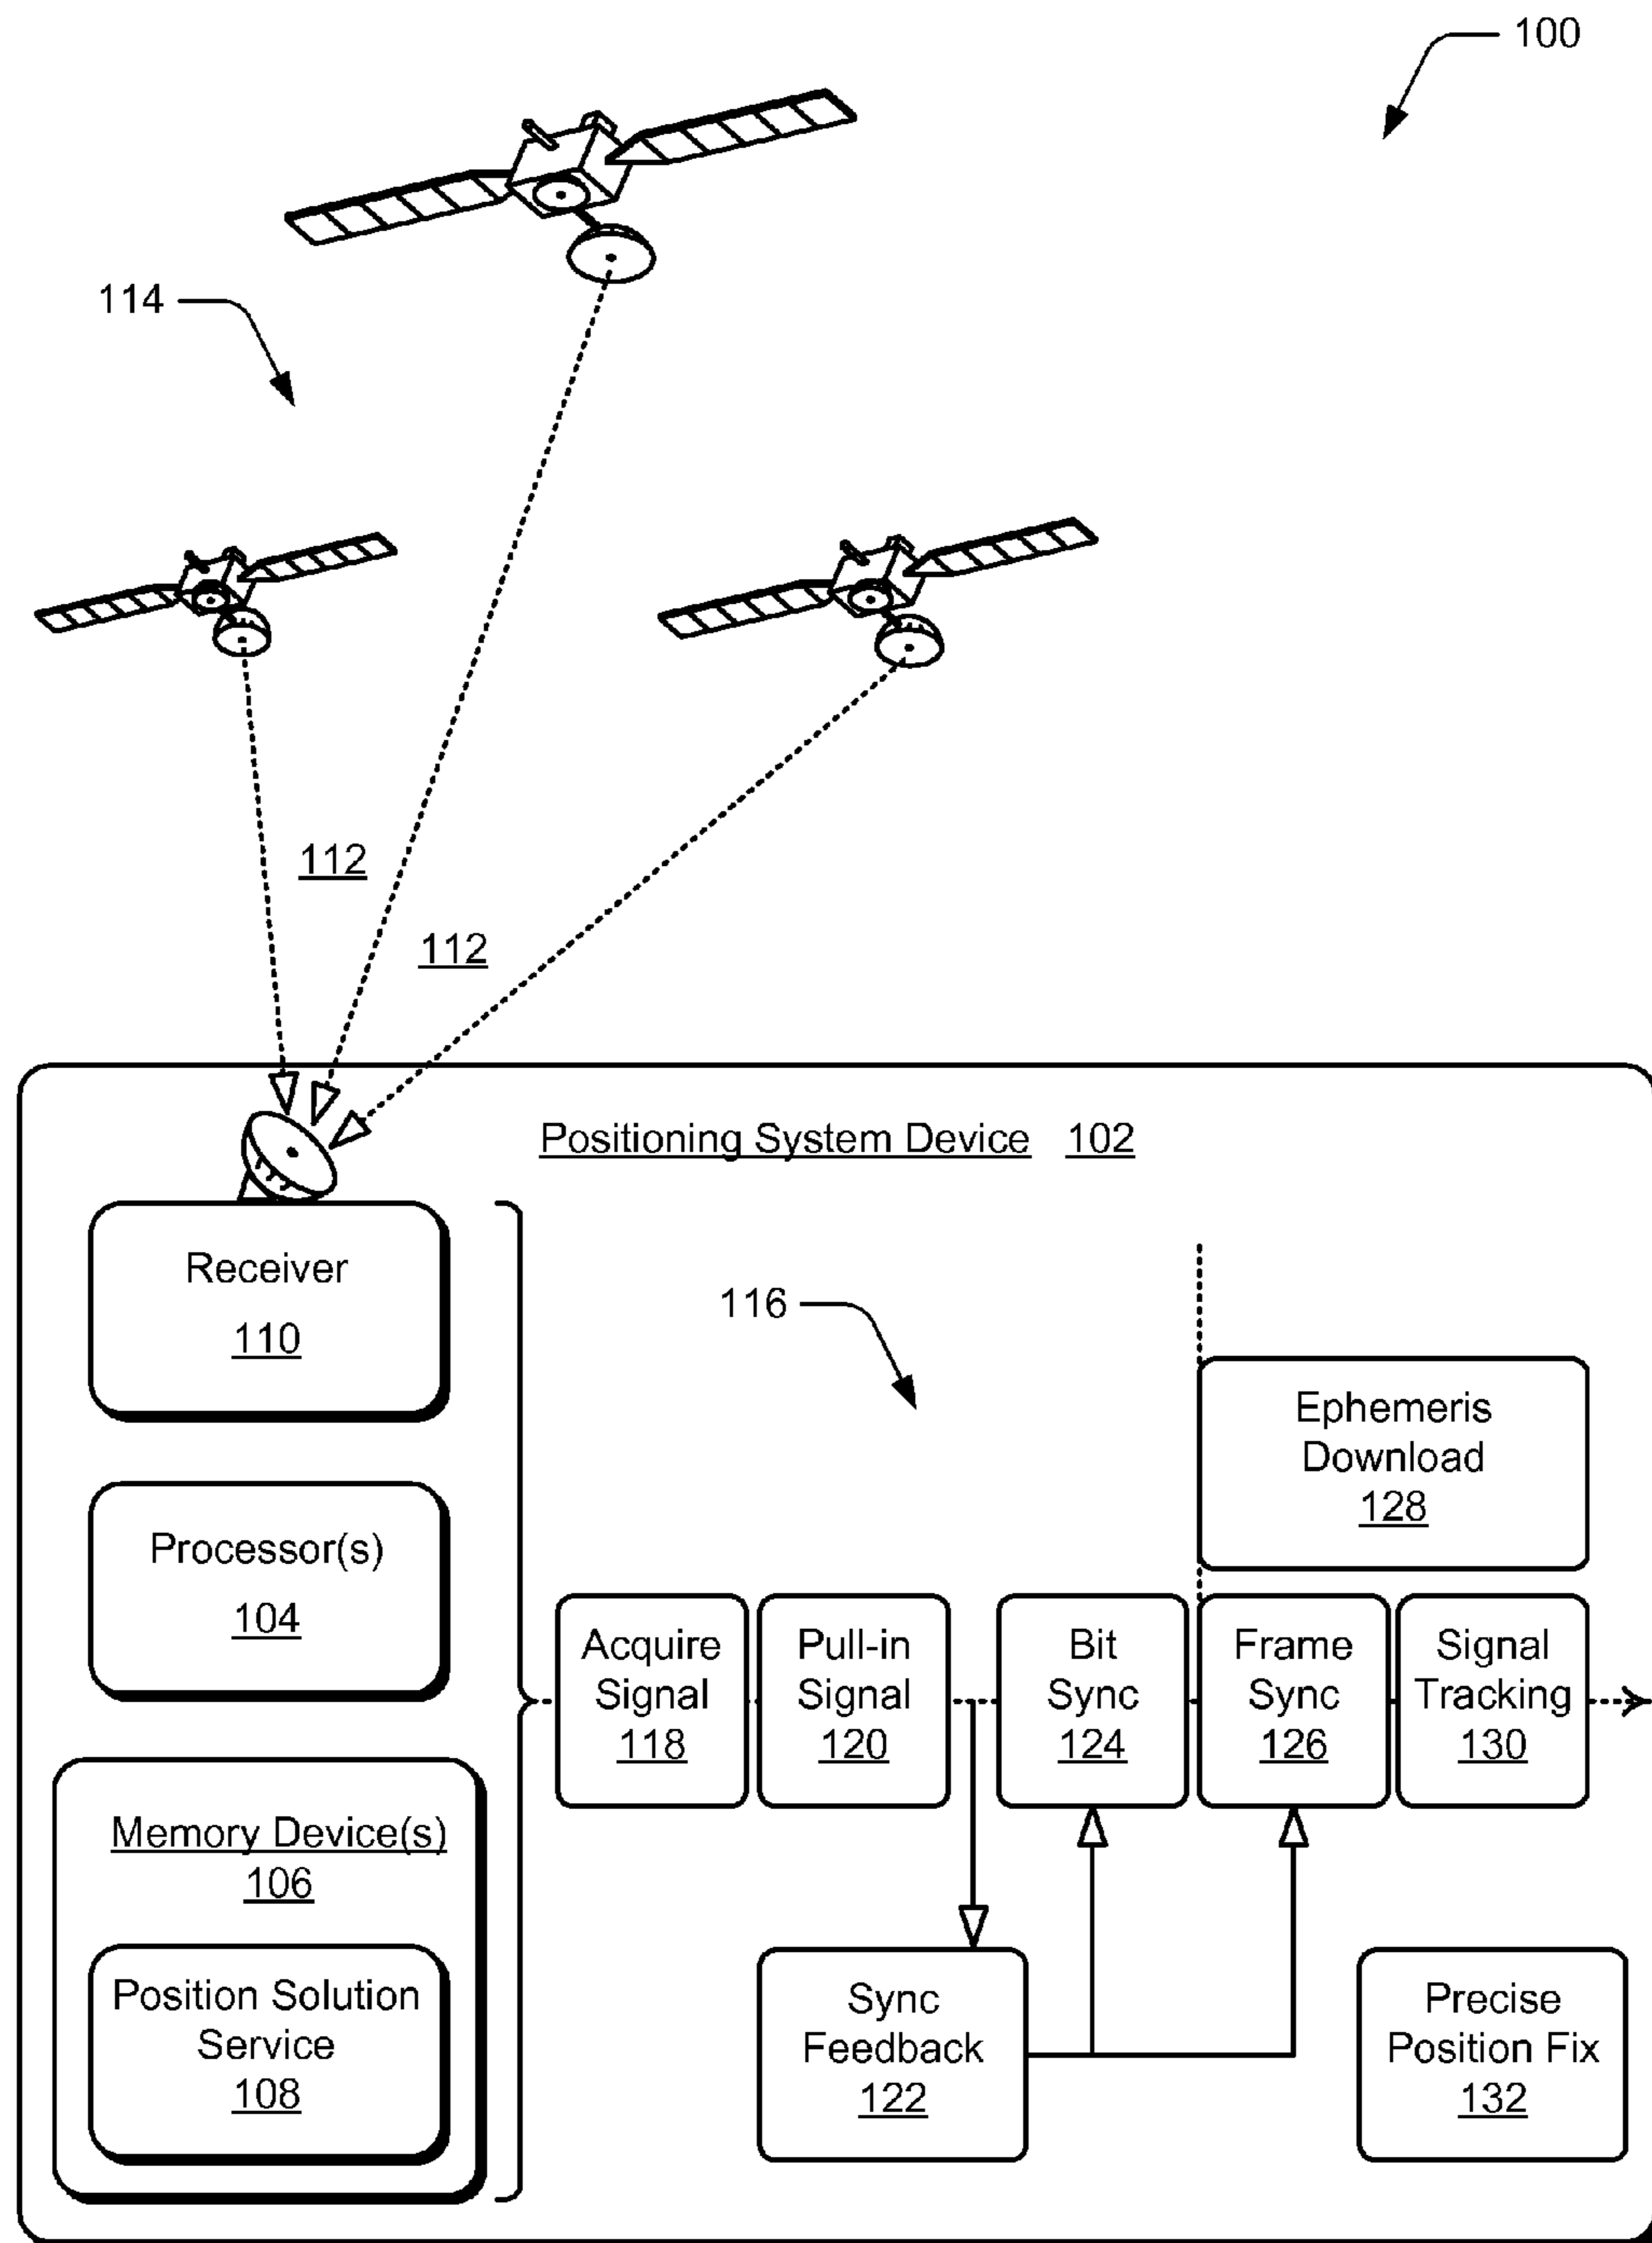 100
114
112
112
Positioning System Device 102
Receiver
110
116
Ephemeris
Download
128
Processor(s)
104
Acquire
Signal
118
Pull-in
Signal
120
Bit
Sync
124
Frame
Sync
126
Signal
Tracking
130
Memory Device(s)
106
Position Solution
Service
108
Sync
Feedback
122
Precise
Position Fix
132